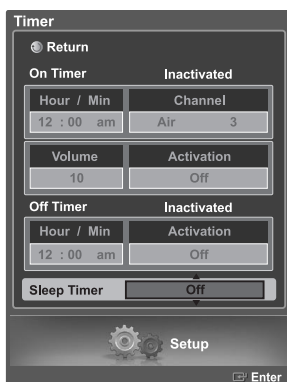 Timer
Return
On Timer Inactivated
Hour / Min Channel
12 : 00 am Air 3
Volume Activation
10 Off
Off Timer Inactivated
Hour / Min Activation
12 : 00 am Off
Sleep Timer Off
Setup
Enter